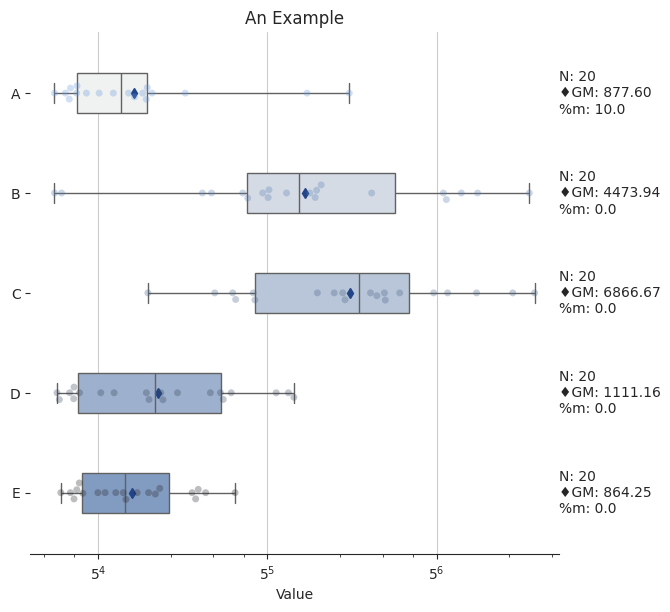 An Example
A
N: 20
♦GM: 877.60
%m: 10.0
B
N: 20
♦GM: 4473.94
%m: 0.0
C
N: 20
♦GM: 6866.67
%m: 0.0
D
N: 20
♦GM: 1111.16
%m: 0.0
E
N: 20
♦GM: 864.25
%m: 0.0
5⁴ 5⁵ 5⁶
Value